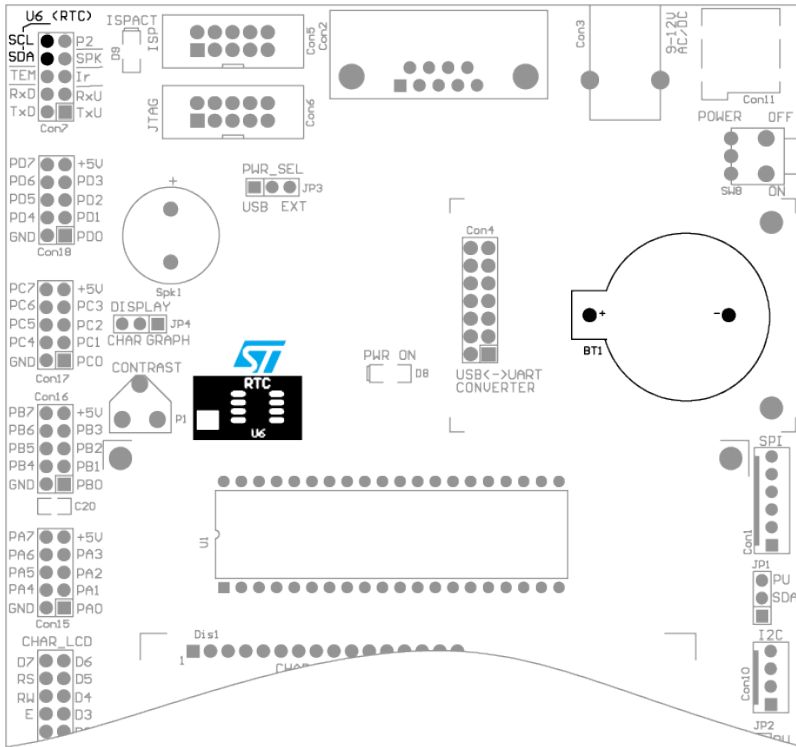 U6 (RTC)
SCL P2
SDA SPK
TEM Ir
RxD RxU
TxD TxU
Con7
ISPACT
D9
ISP
Con5
JTAG
Con6
Con2
Con3
9-12V
AC/DC
Con11
POWER OFF
SW8 ON
PD7 +5V
PD6 PD3
PD5 PD2
PD4 PD1
GND PD0
Con18
+
Spk1
PWR_SEL
JP3
USB EXT
Con4
USB<->UART
CONVERTER
+ -
BT1
PC7 +5V
PC6 PC3
PC5 PC2
PC4 PC1
GND PC0
Con17
DISPLAY
JP4
CHAR GRAPH
CONTRAST
P1
ST
RTC
U6
PWR ON
D8
Con16
PB7 +5V
PB6 PB3
PB5 PB2
PB4 PB1
GND PB0
C20
PA7 +5V
PA6 PA3
PA5 PA2
PA4 PA1
GND PA0
Con15
U1
SPI
Con1
JP1
PU
SDA
I2C
Con10
JP2
PU
CHAR_LCD
D7 D6
RS D5
RW D4
E D3
Dis1
1